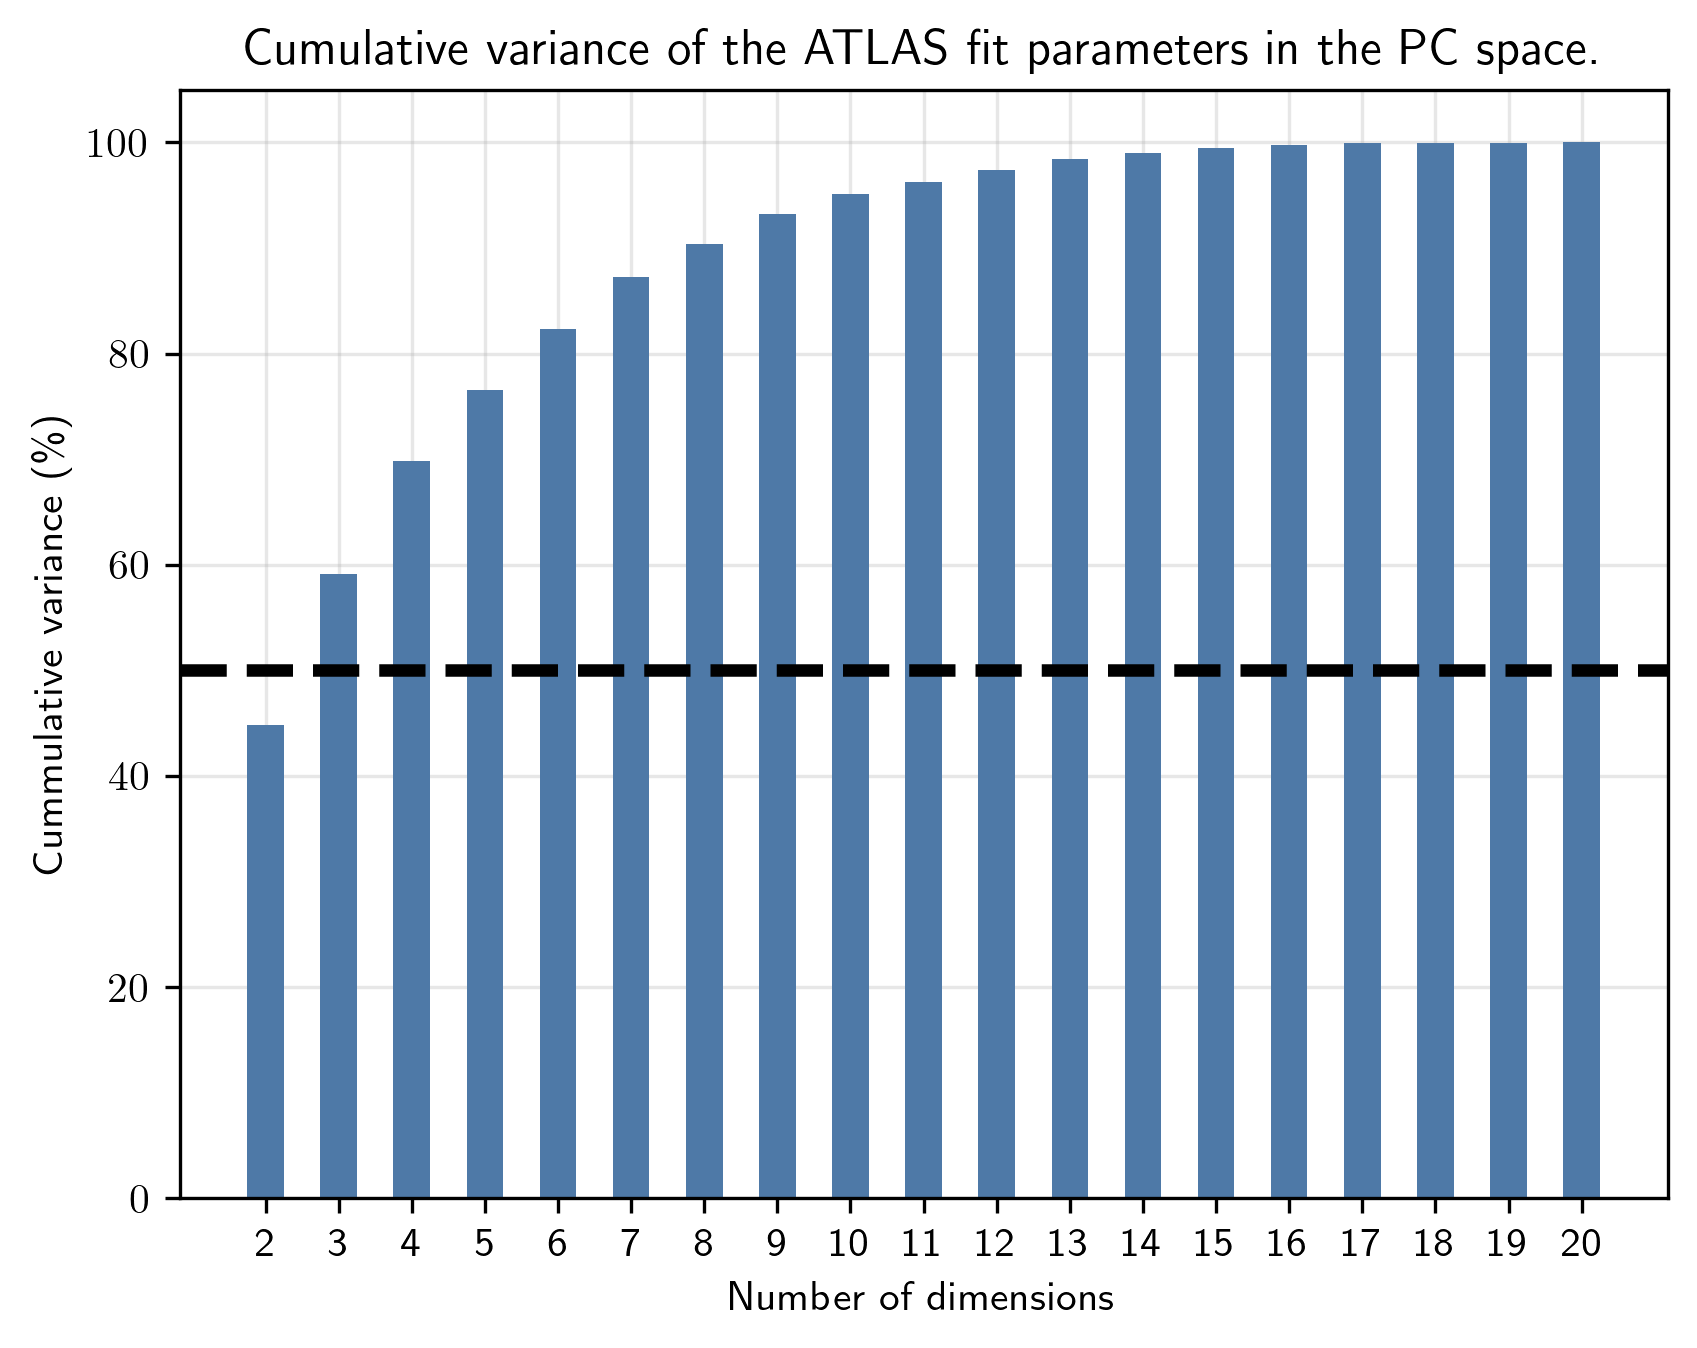 Cumulative variance of the ATLAS fit parameters in the PC space.
Cummulative variance (%)
100
80
60
40
20
0
2 3 4 5 6 7 8 9 10 11 12 13 14 15 16 17 18 19 20
Number of dimensions